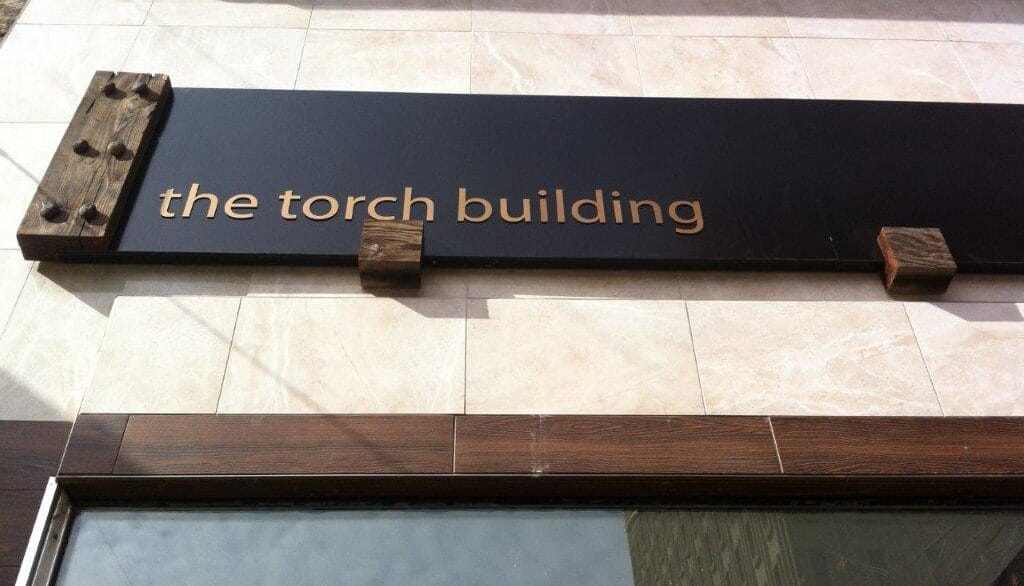 the torch building